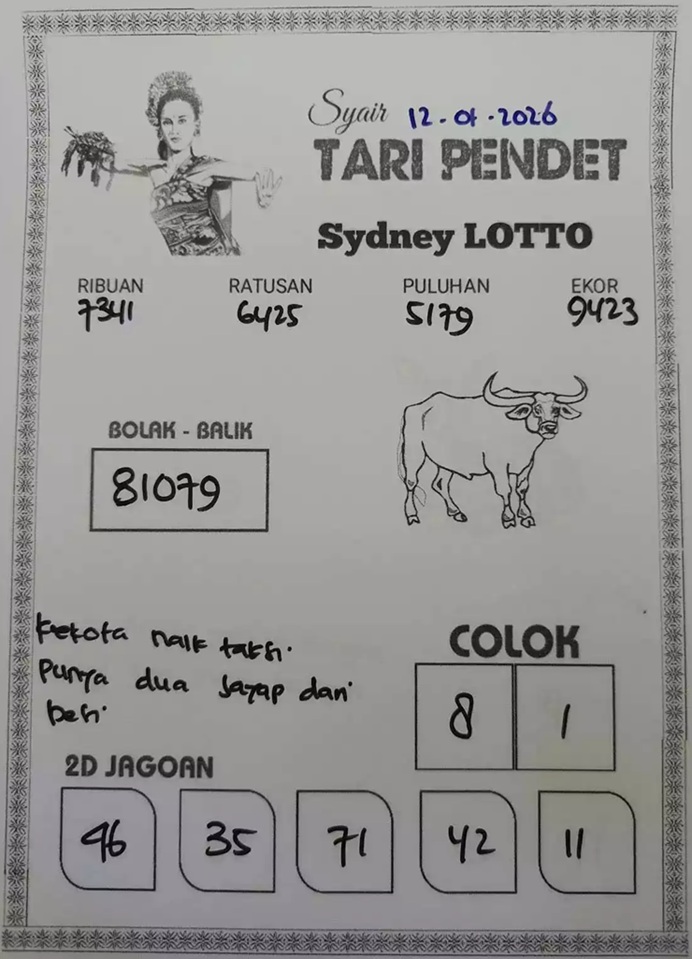 Syair 12-01-2026
TARI PENDET
Sydney LOTTO
RIBUAN RATUSAN PULUHAN EKOR
7341 6425 5179 9423
BOLAK - BALIK
81079
kekota naik taksi.
COLOK
Punya dua sayap dari
besi.
8 1
2D JAGOAN
46 35 71 42 11